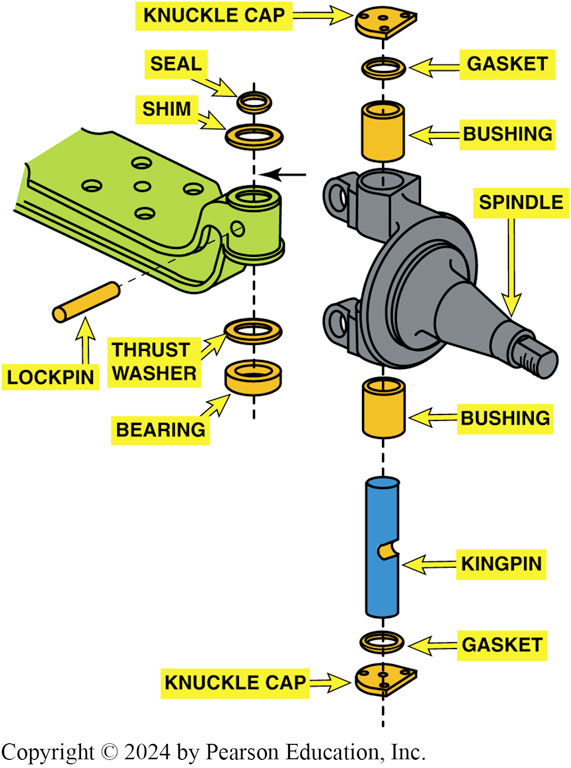 KNUCKLE CAP
SEAL
GASKET
SHIM
BUSHING
SPINDLE
LOCKPIN
THRUST
WASHER
BEARING
BUSHING
KINGPIN
GASKET
KNUCKLE CAP
Copyright © 2024 by Pearson Education, Inc.